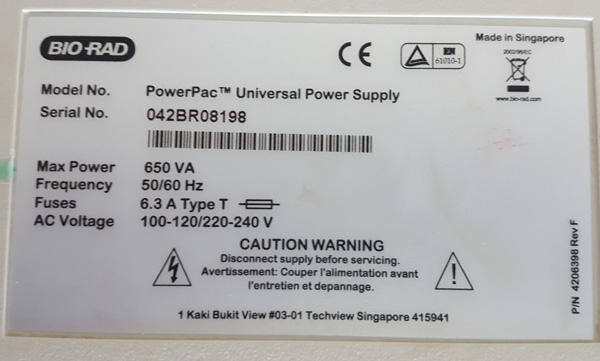 BIO-RAD
CE
EN
61010-1
Made in Singapore
2002/96/EC
www.bio-rad.com
Model No. PowerPac™ Universal Power Supply
Serial No. 042BR08198
Max Power 650 VA
Frequency 50/60 Hz
Fuses 6.3 A Type T
AC Voltage 100-120/220-240 V
CAUTION WARNING
Disconnect supply before servicing.
Avertissement: Couper l'alimentation avant
l'entretien et depannage.
1 Kaki Bukit View #03-01 Techview Singapore 415941
P/N 4206398 Rev F